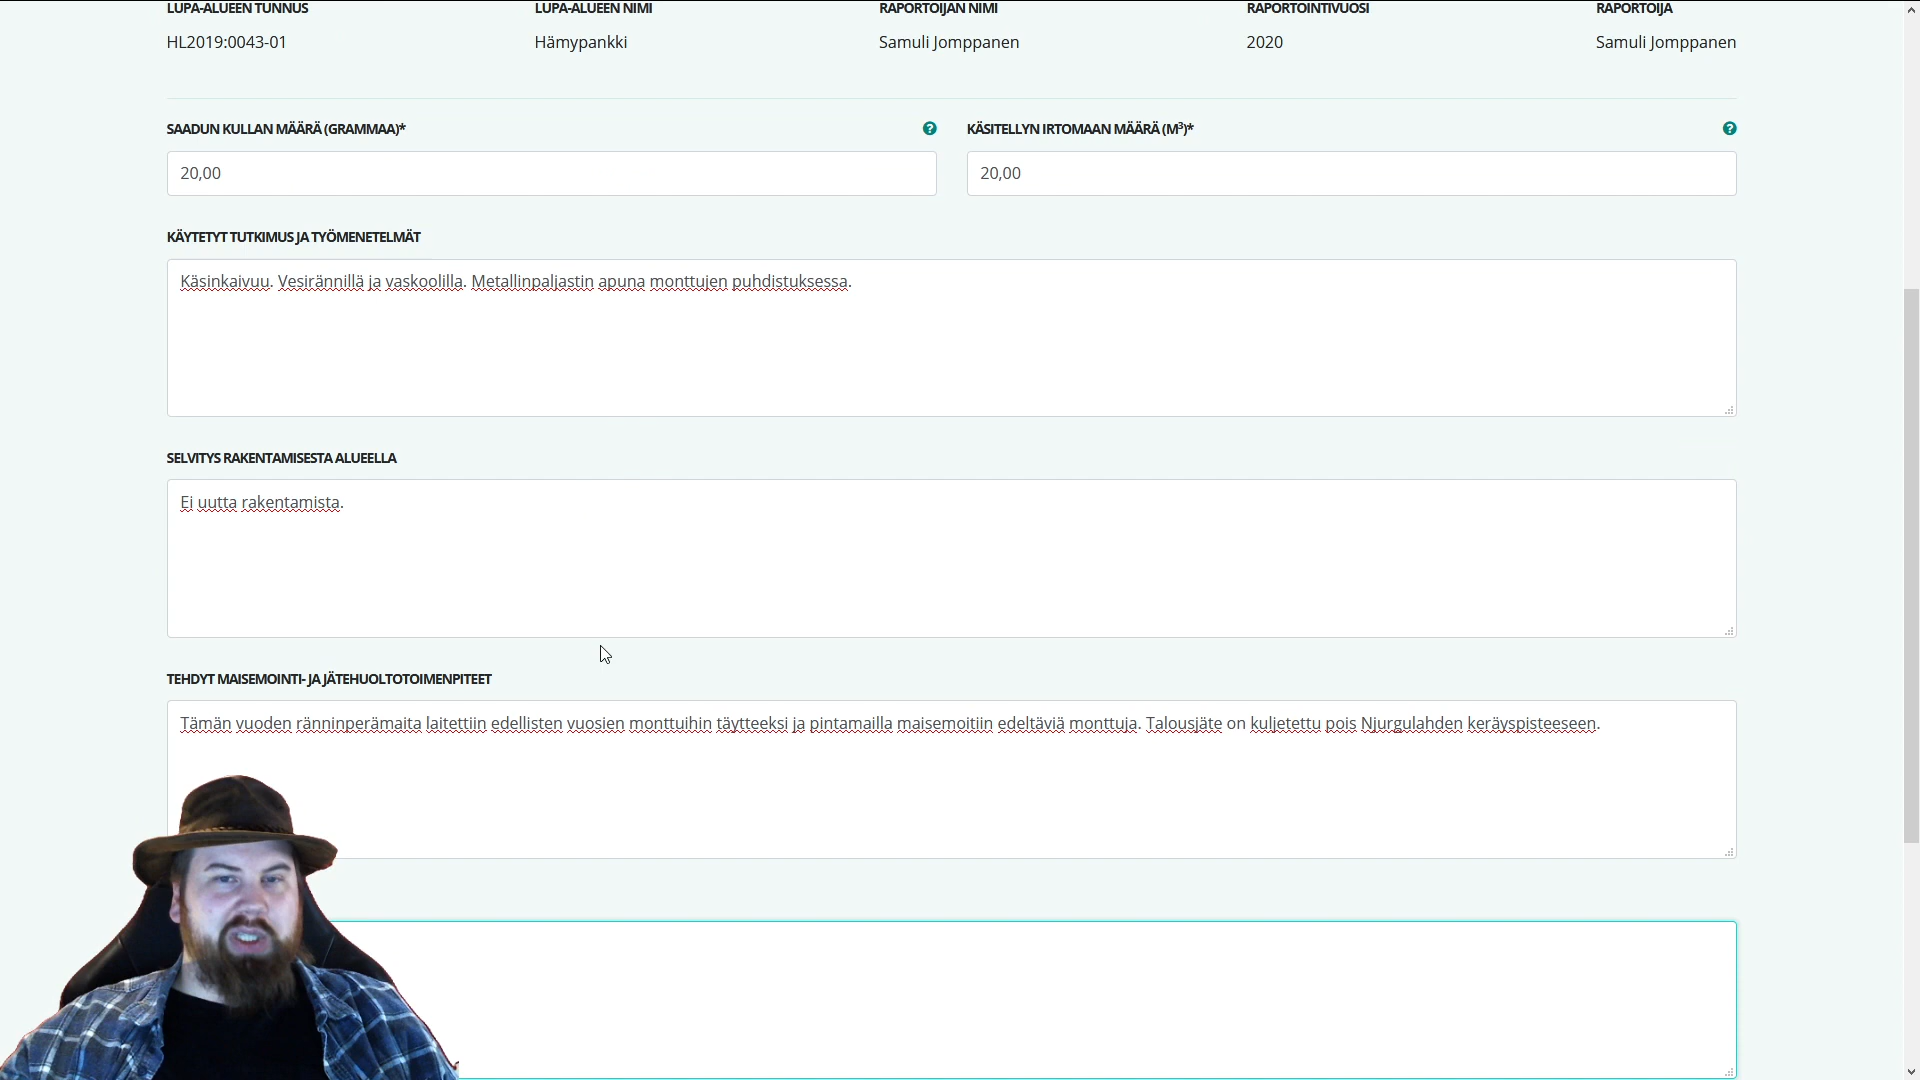 LUPA-ALUEEN TUNNUS LUPA-ALUEEN NIMI RAPORTOIJAN NIMI RAPORTOINTIVUOSI RAPORTOIJA
HL2019:0043-01 Hämypankki Samuli Jomppanen 2020 Samuli Jomppanen
SAADUN KULLAN MÄÄRÄ (GRAMMAA)* ? KÄSITELLYN IRTOMAAN MÄÄRÄ (M³)* ?
20,00 20,00
KÄYTETYT TUTKIMUS JA TYÖMENETELMÄT
Käsinkaivuu. Vesirännillä ja vaskoolilla. Metallinpaljastin apuna monttujen puhdistuksessa.
SELVITYS RAKENTAMISESTA ALUEELLA
Ei uutta rakentamista.
TEHDYT MAISEMOINTI- JA JÄTEHUOLTOTOIMENPITEET
Tämän vuoden ränninperämaita laitettiin edellisten vuosien monttuihin täytteeksi ja pintamailla maisemoitiin edeltäviä monttuja. Talousjäte on kuljetettu pois Njurgulahden keräyspisteeseen.